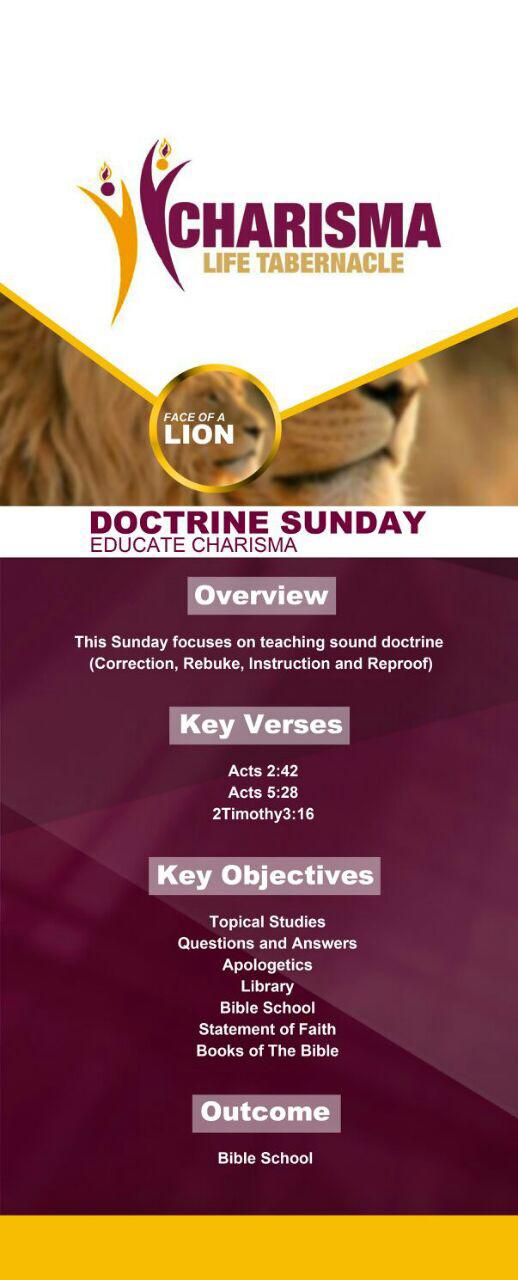 CHARISMA
LIFE TABERNACLE
FACE OF A
LION
DOCTRINE SUNDAY
EDUCATE CHARISMA
Overview
This Sunday focuses on teaching sound doctrine
(Correction, Rebuke, Instruction and Reproof)
Key Verses
Acts 2:42
Acts 5:28
2Timothy3:16
Key Objectives
Topical Studies
Questions and Answers
Apologetics
Library
Bible School
Statement of Faith
Books of The Bible
Outcome
Bible School